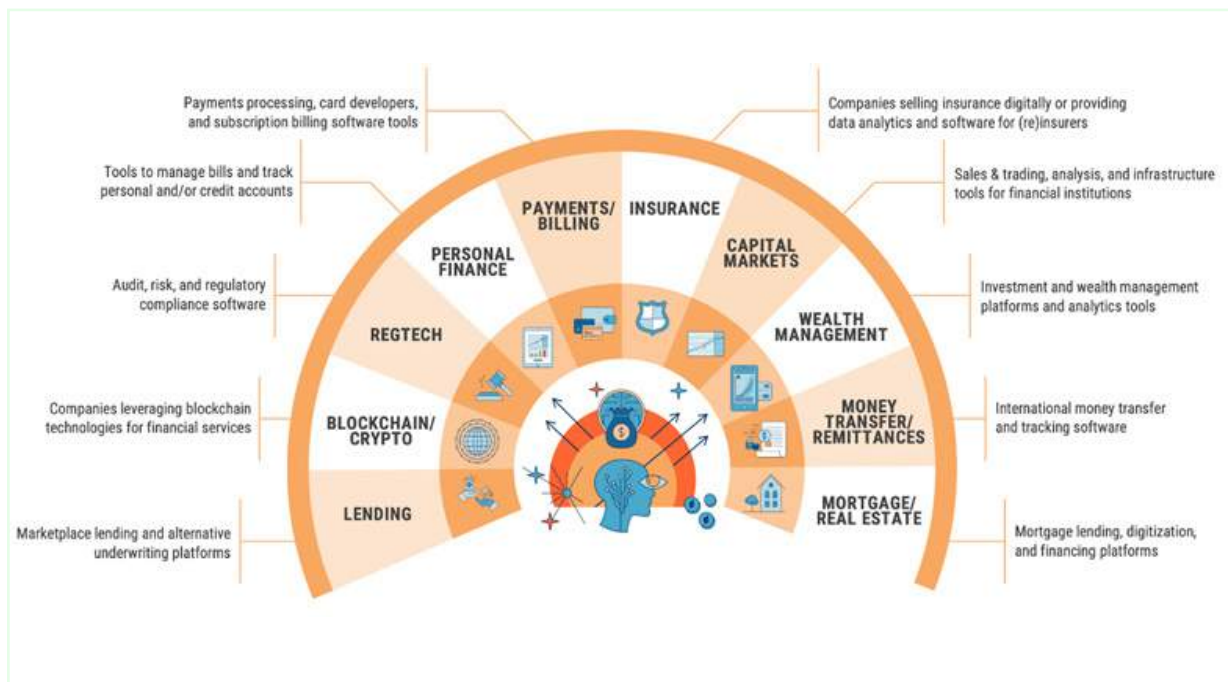 Payments processing, card developers,
and subscription billing software tools
Companies selling insurance digitally or providing
data analytics and software for (re)insurers
Tools to manage bills and track
personal and/or credit accounts
Sales & trading, analysis, and infrastructure
tools for financial institutions
Audit, risk, and regulatory
compliance software
Investment and wealth management
platforms and analytics tools
Companies leveraging blockchain
technologies for financial services
International money transfer
and tracking software
Marketplace lending and alternative
underwriting platforms
Mortgage lending, digitization,
and financing platforms
LENDING
BLOCKCHAIN/
CRYPTO
REGTECH
PERSONAL
FINANCE
PAYMENTS/
BILLING
INSURANCE
CAPITAL
MARKETS
WEALTH
MANAGEMENT
MONEY
TRANSFER/
REMITTANCES
MORTGAGE/
REAL ESTATE
$